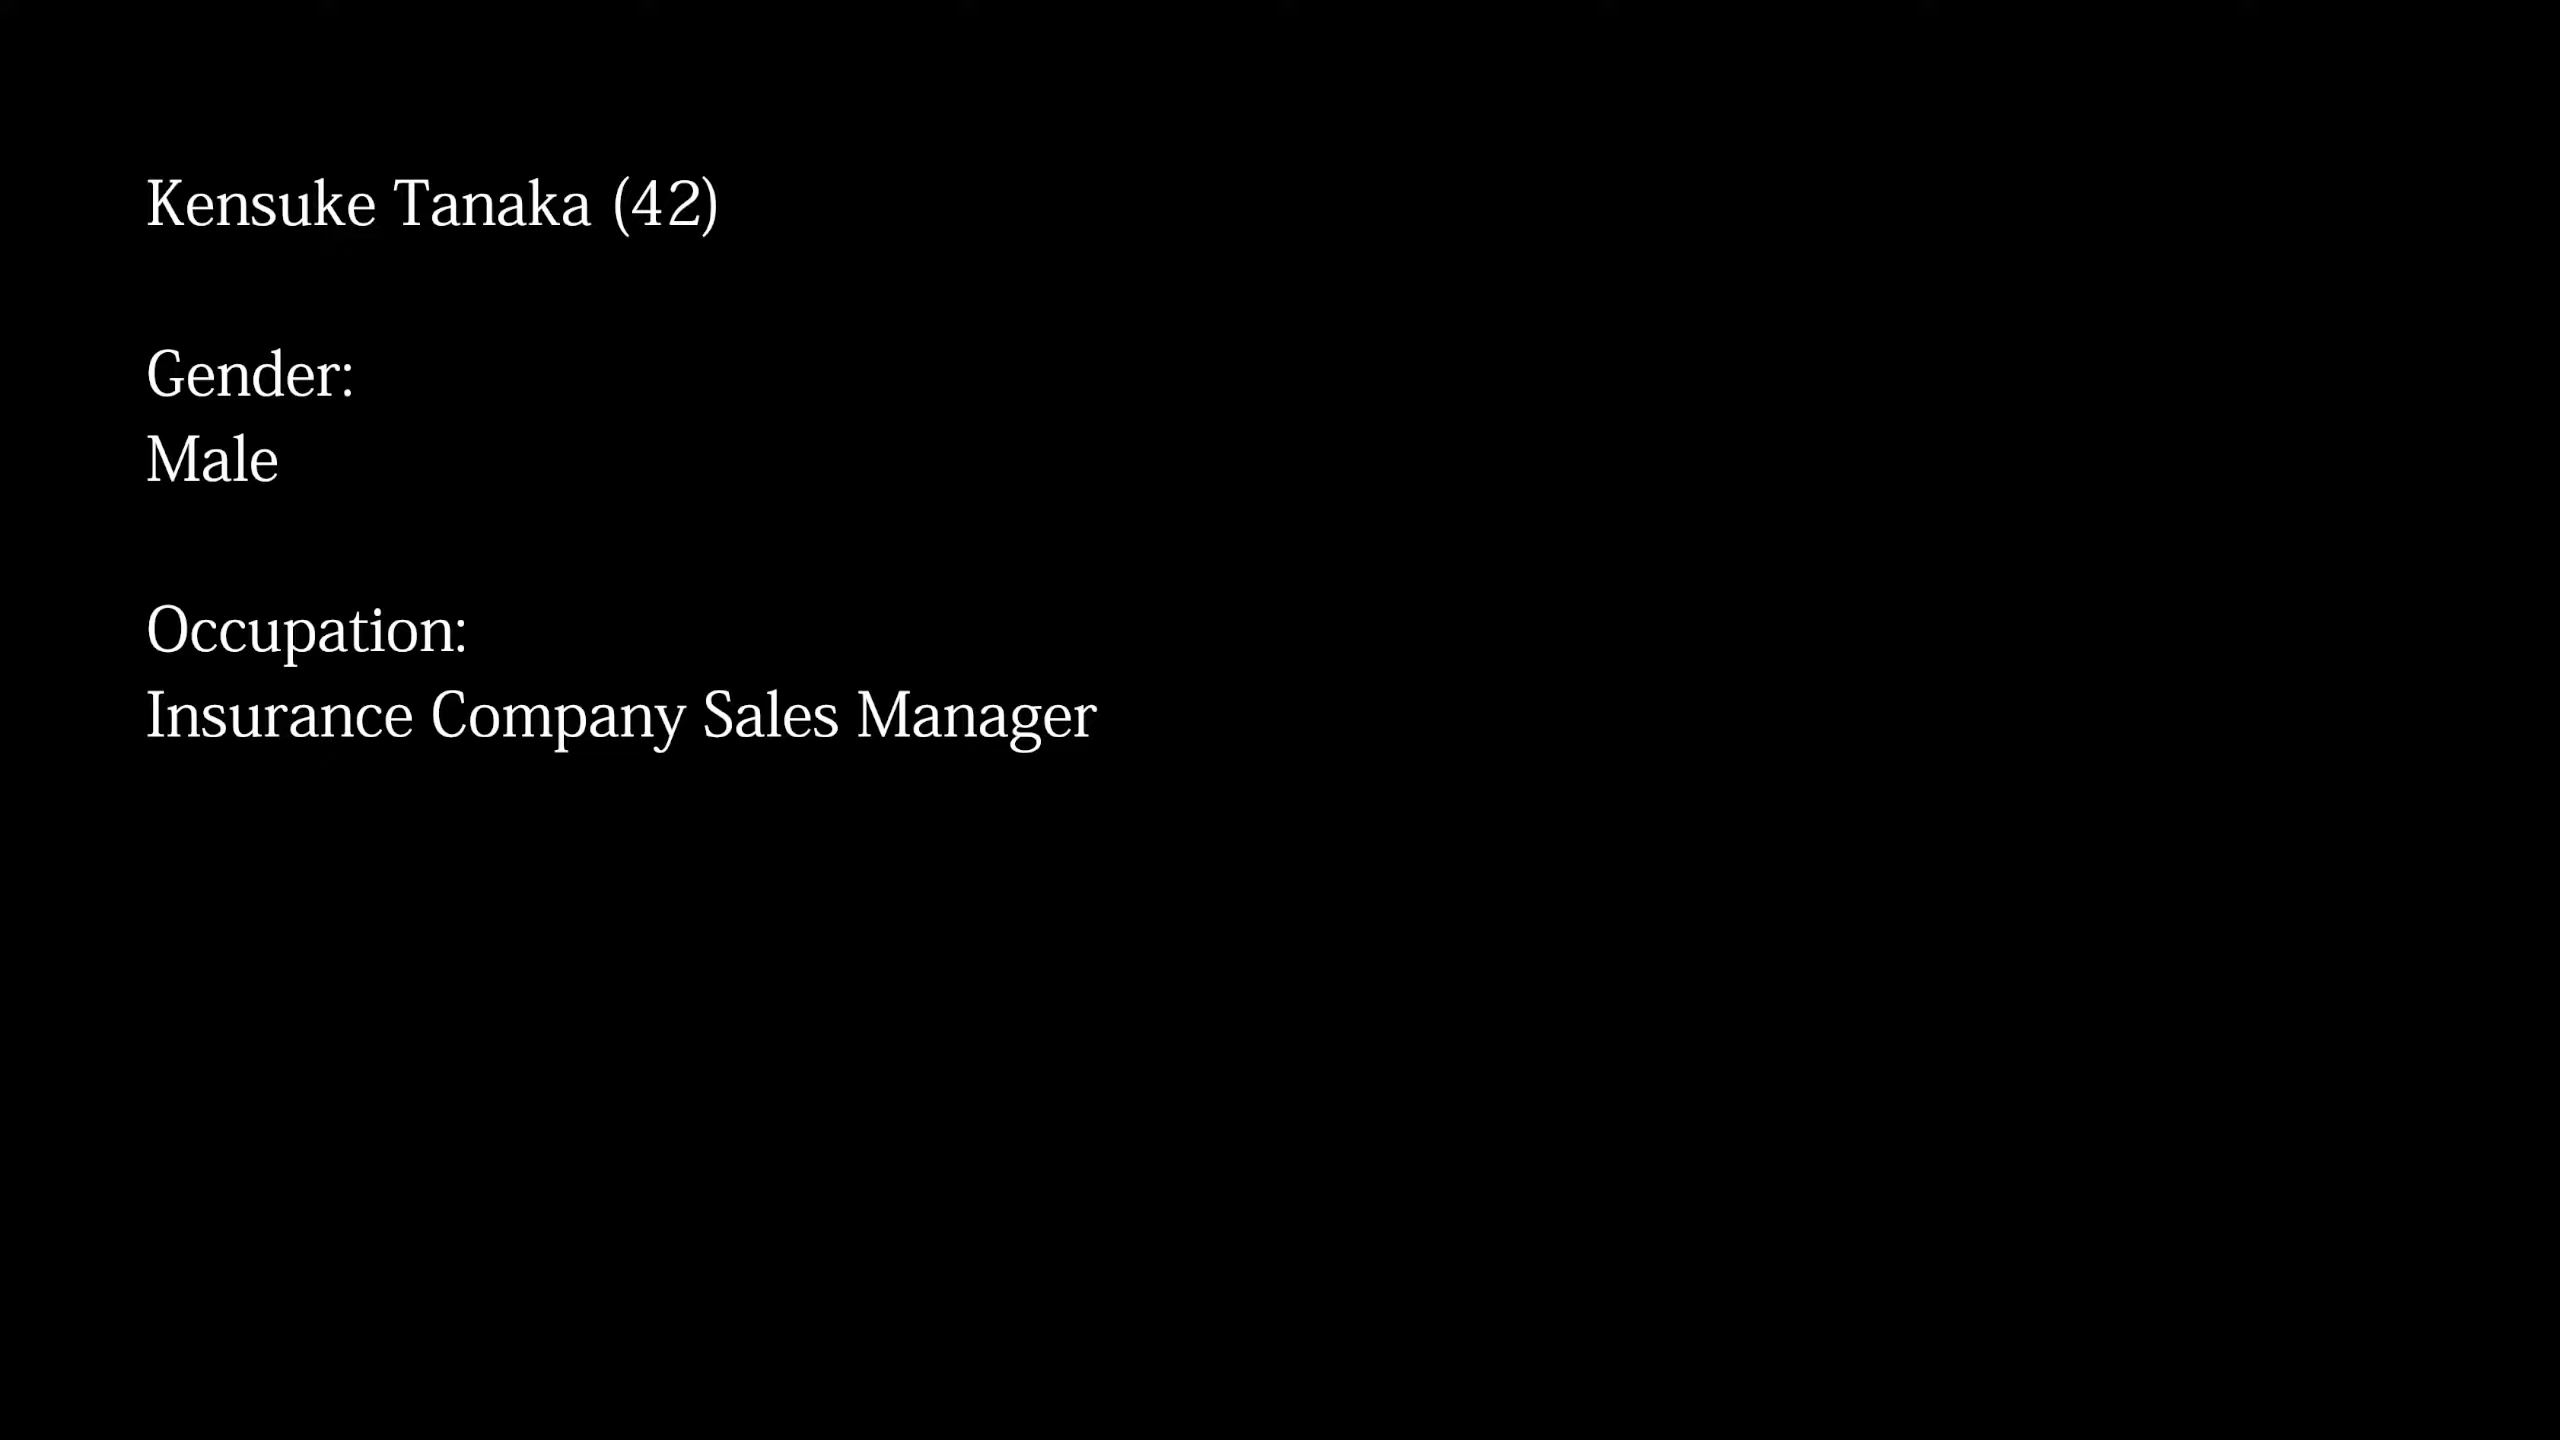 Kensuke Tanaka (42)
Gender:
Male
Occupation:
Insurance Company Sales Manager